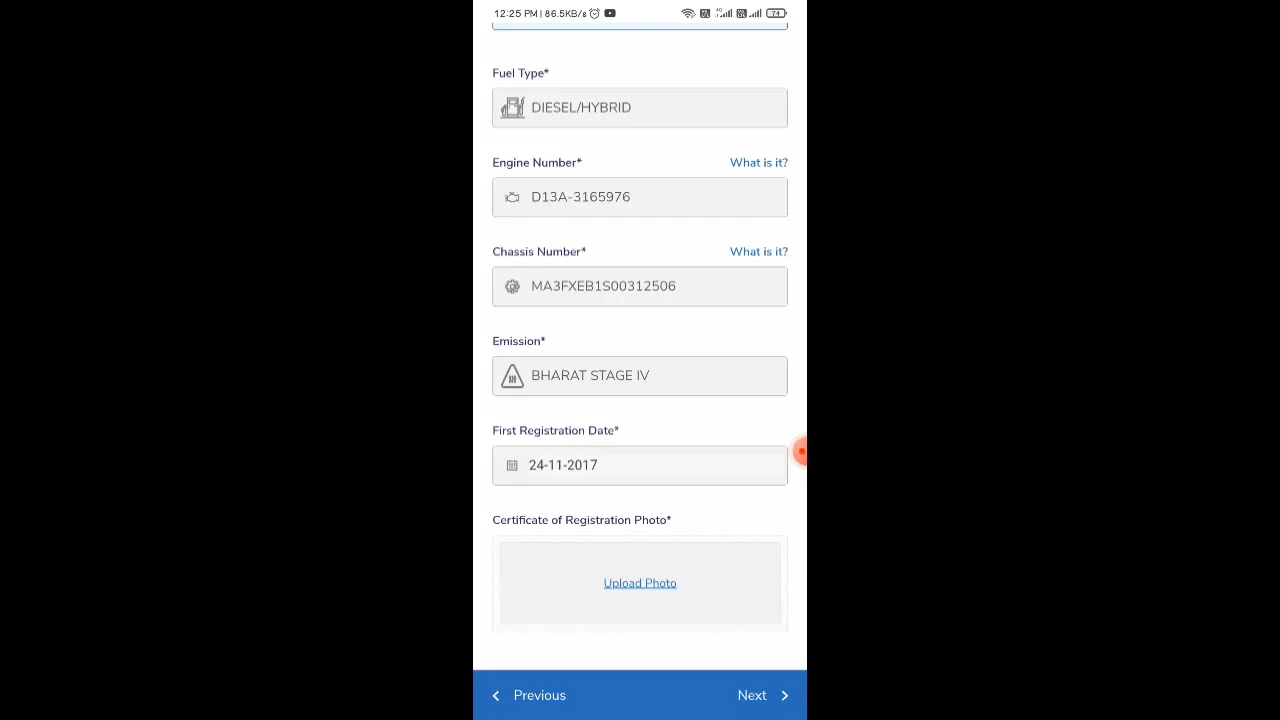 12:25 PM | 86.5KB/s
74
Fuel Type*
DIESEL/HYBRID
Engine Number* What is it?
D13A-3165976
Chassis Number* What is it?
MA3FXEB1S00312506
Emission*
BHARAT STAGE IV
First Registration Date*
24-11-2017
Certificate of Registration Photo*
Upload Photo
Previous Next